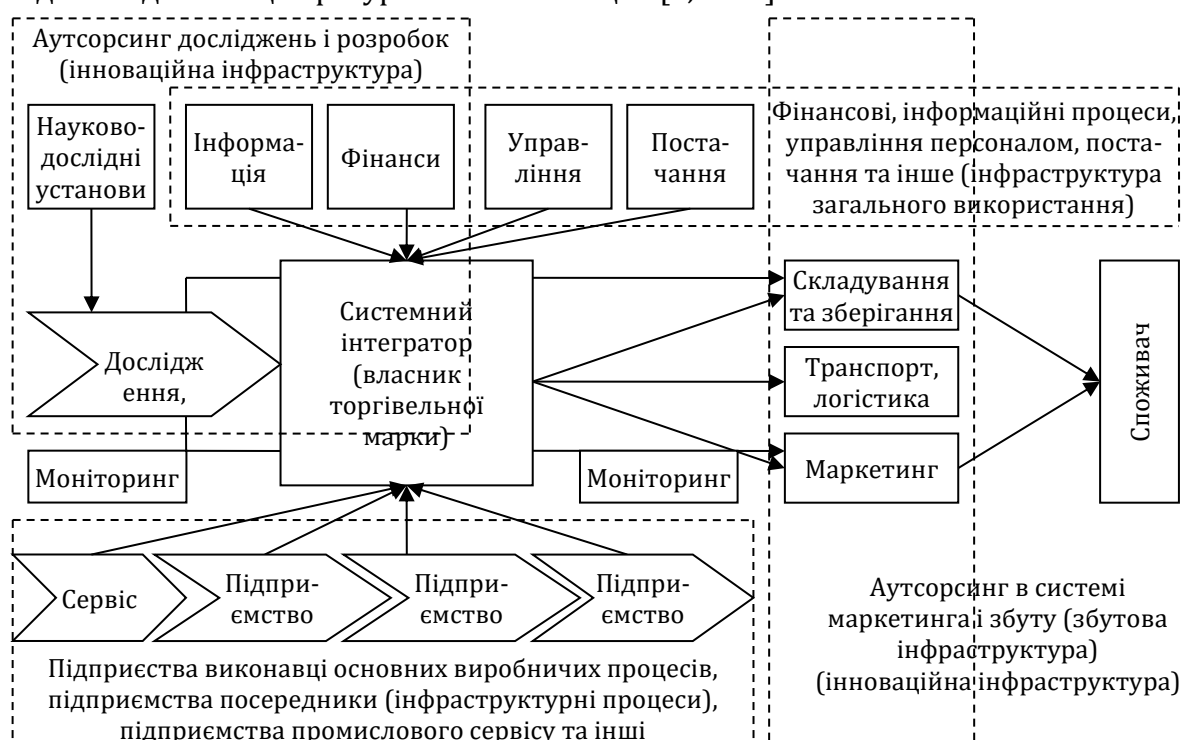 Аутсорсинг досліджень і розробок
(інноваційна інфраструктура)
Науково-
дослідні
установи
Інформа-
ція
Фінанси
Управ-
ління
Поста-
чання
Фінансові, інформаційні процеси,
управління персоналом, поста-
чання та інше (інфраструктура
загального використання)
Системний
інтегратор
(власник
торгівельної
марки)
Дослідж
ення,
Складування
та зберігання
Транспорт,
логістика
Маркетинг
Споживач
Моніторинг
Моніторинг
Сервіс
Підпри-
ємство
Підпри-
ємство
Підпри-
ємство
Аутсорсинг в системі
маркетинга і збуту (збутова
інфраструктура)
(інноваційна інфраструктура)
Підприєства виконавці основних виробничих процесів,
підприємства посередники (інфраструктурні процеси),
підприємства промислового сервісу та інші